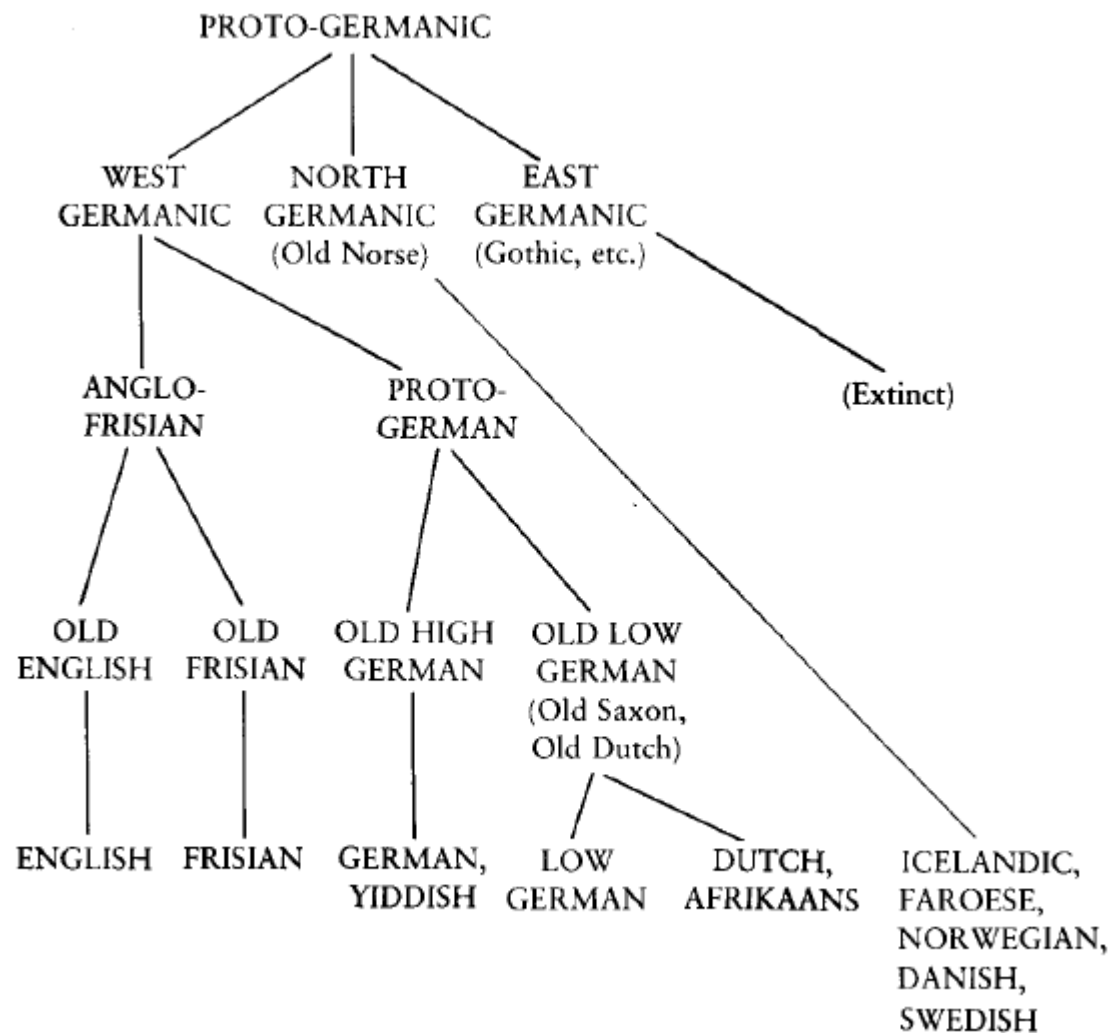 PROTO-GERMANIC
WEST
GERMANIC
NORTH
GERMANIC
(Old Norse)
EAST
GERMANIC
(Gothic, etc.)
ANGLO-
FRISIAN
PROTO-
GERMAN
(Extinct)
OLD
ENGLISH
OLD
FRISIAN
OLD HIGH
GERMAN
OLD LOW
GERMAN
(Old Saxon,
Old Dutch)
ENGLISH
FRISIAN
GERMAN,
YIDDISH
LOW
GERMAN
DUTCH,
AFRIKAANS
ICELANDIC,
FAROESE,
NORWEGIAN,
DANISH,
SWEDISH